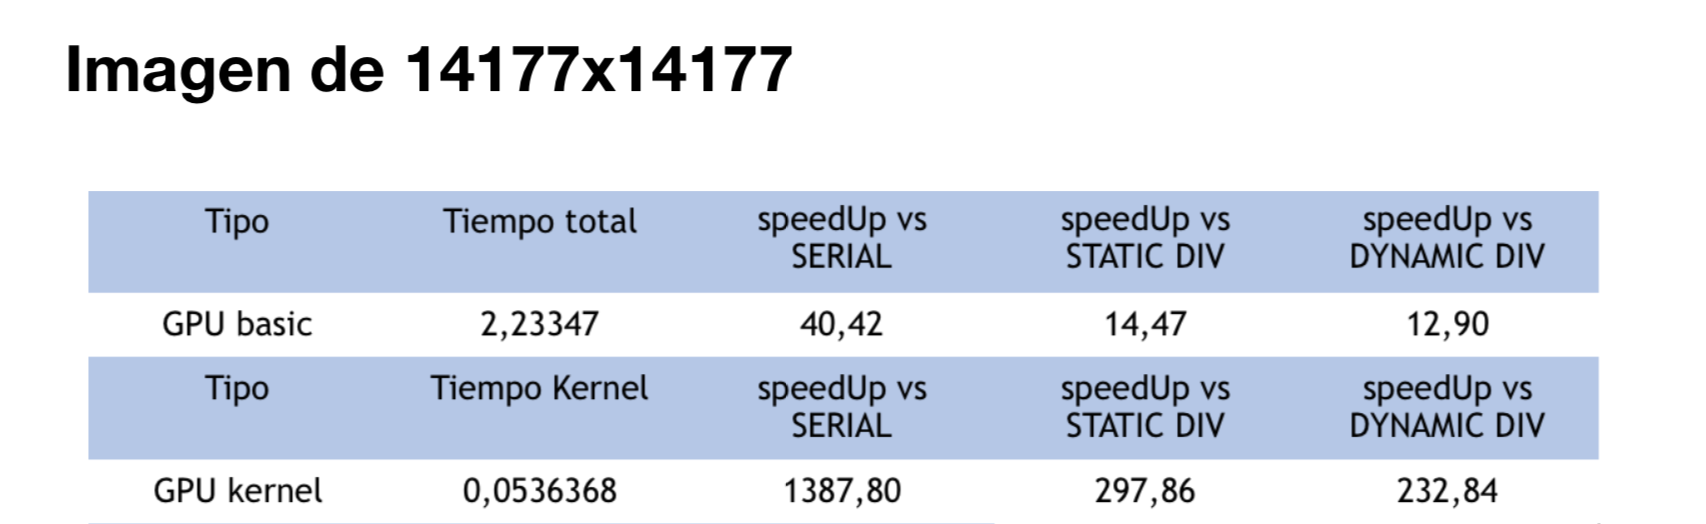 Imagen de 14177x14177
Tipo Tiempo total speedUp vs SERIAL speedUp vs STATIC DIV speedUp vs DYNAMIC DIV
GPU basic 2,23347 40,42 14,47 12,90
Tipo Tiempo Kernel speedUp vs SERIAL speedUp vs STATIC DIV speedUp vs DYNAMIC DIV
GPU kernel 0,0536368 1387,80 297,86 232,84